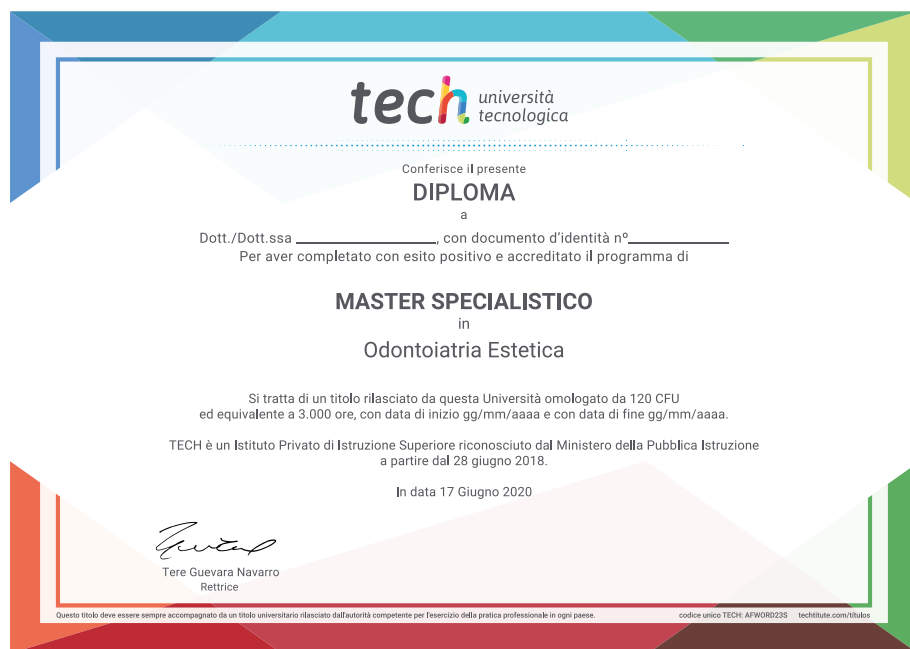 tech università
tecnologica
Conferisce il presente
DIPLOMA
a
Dott./Dott.ssa ____________________, con documento d'identità nº______________
Per aver completato con esito positivo e accreditato il programma di
MASTER SPECIALISTICO
in
Odontoiatria Estetica
Si tratta di un titolo rilasciato da questa Università omologato da 120 CFU
ed equivalente a 3.000 ore, con data di inizio gg/mm/aaaa e con data di fine gg/mm/aaaa.
TECH è un Istituto Privato di Istruzione Superiore riconosciuto dal Ministero della Pubblica Istruzione
a partire dal 28 giugno 2018.
In data 17 Giugno 2020
Tere Guevara Navarro
Rettrice
Questo titolo deve essere sempre accompagnato da un titolo universitario rilasciato dall'autorità competente per l'esercizio della pratica professionale in ogni paese. codice unico TECH: AFWORD23S techtitute.com/titulos